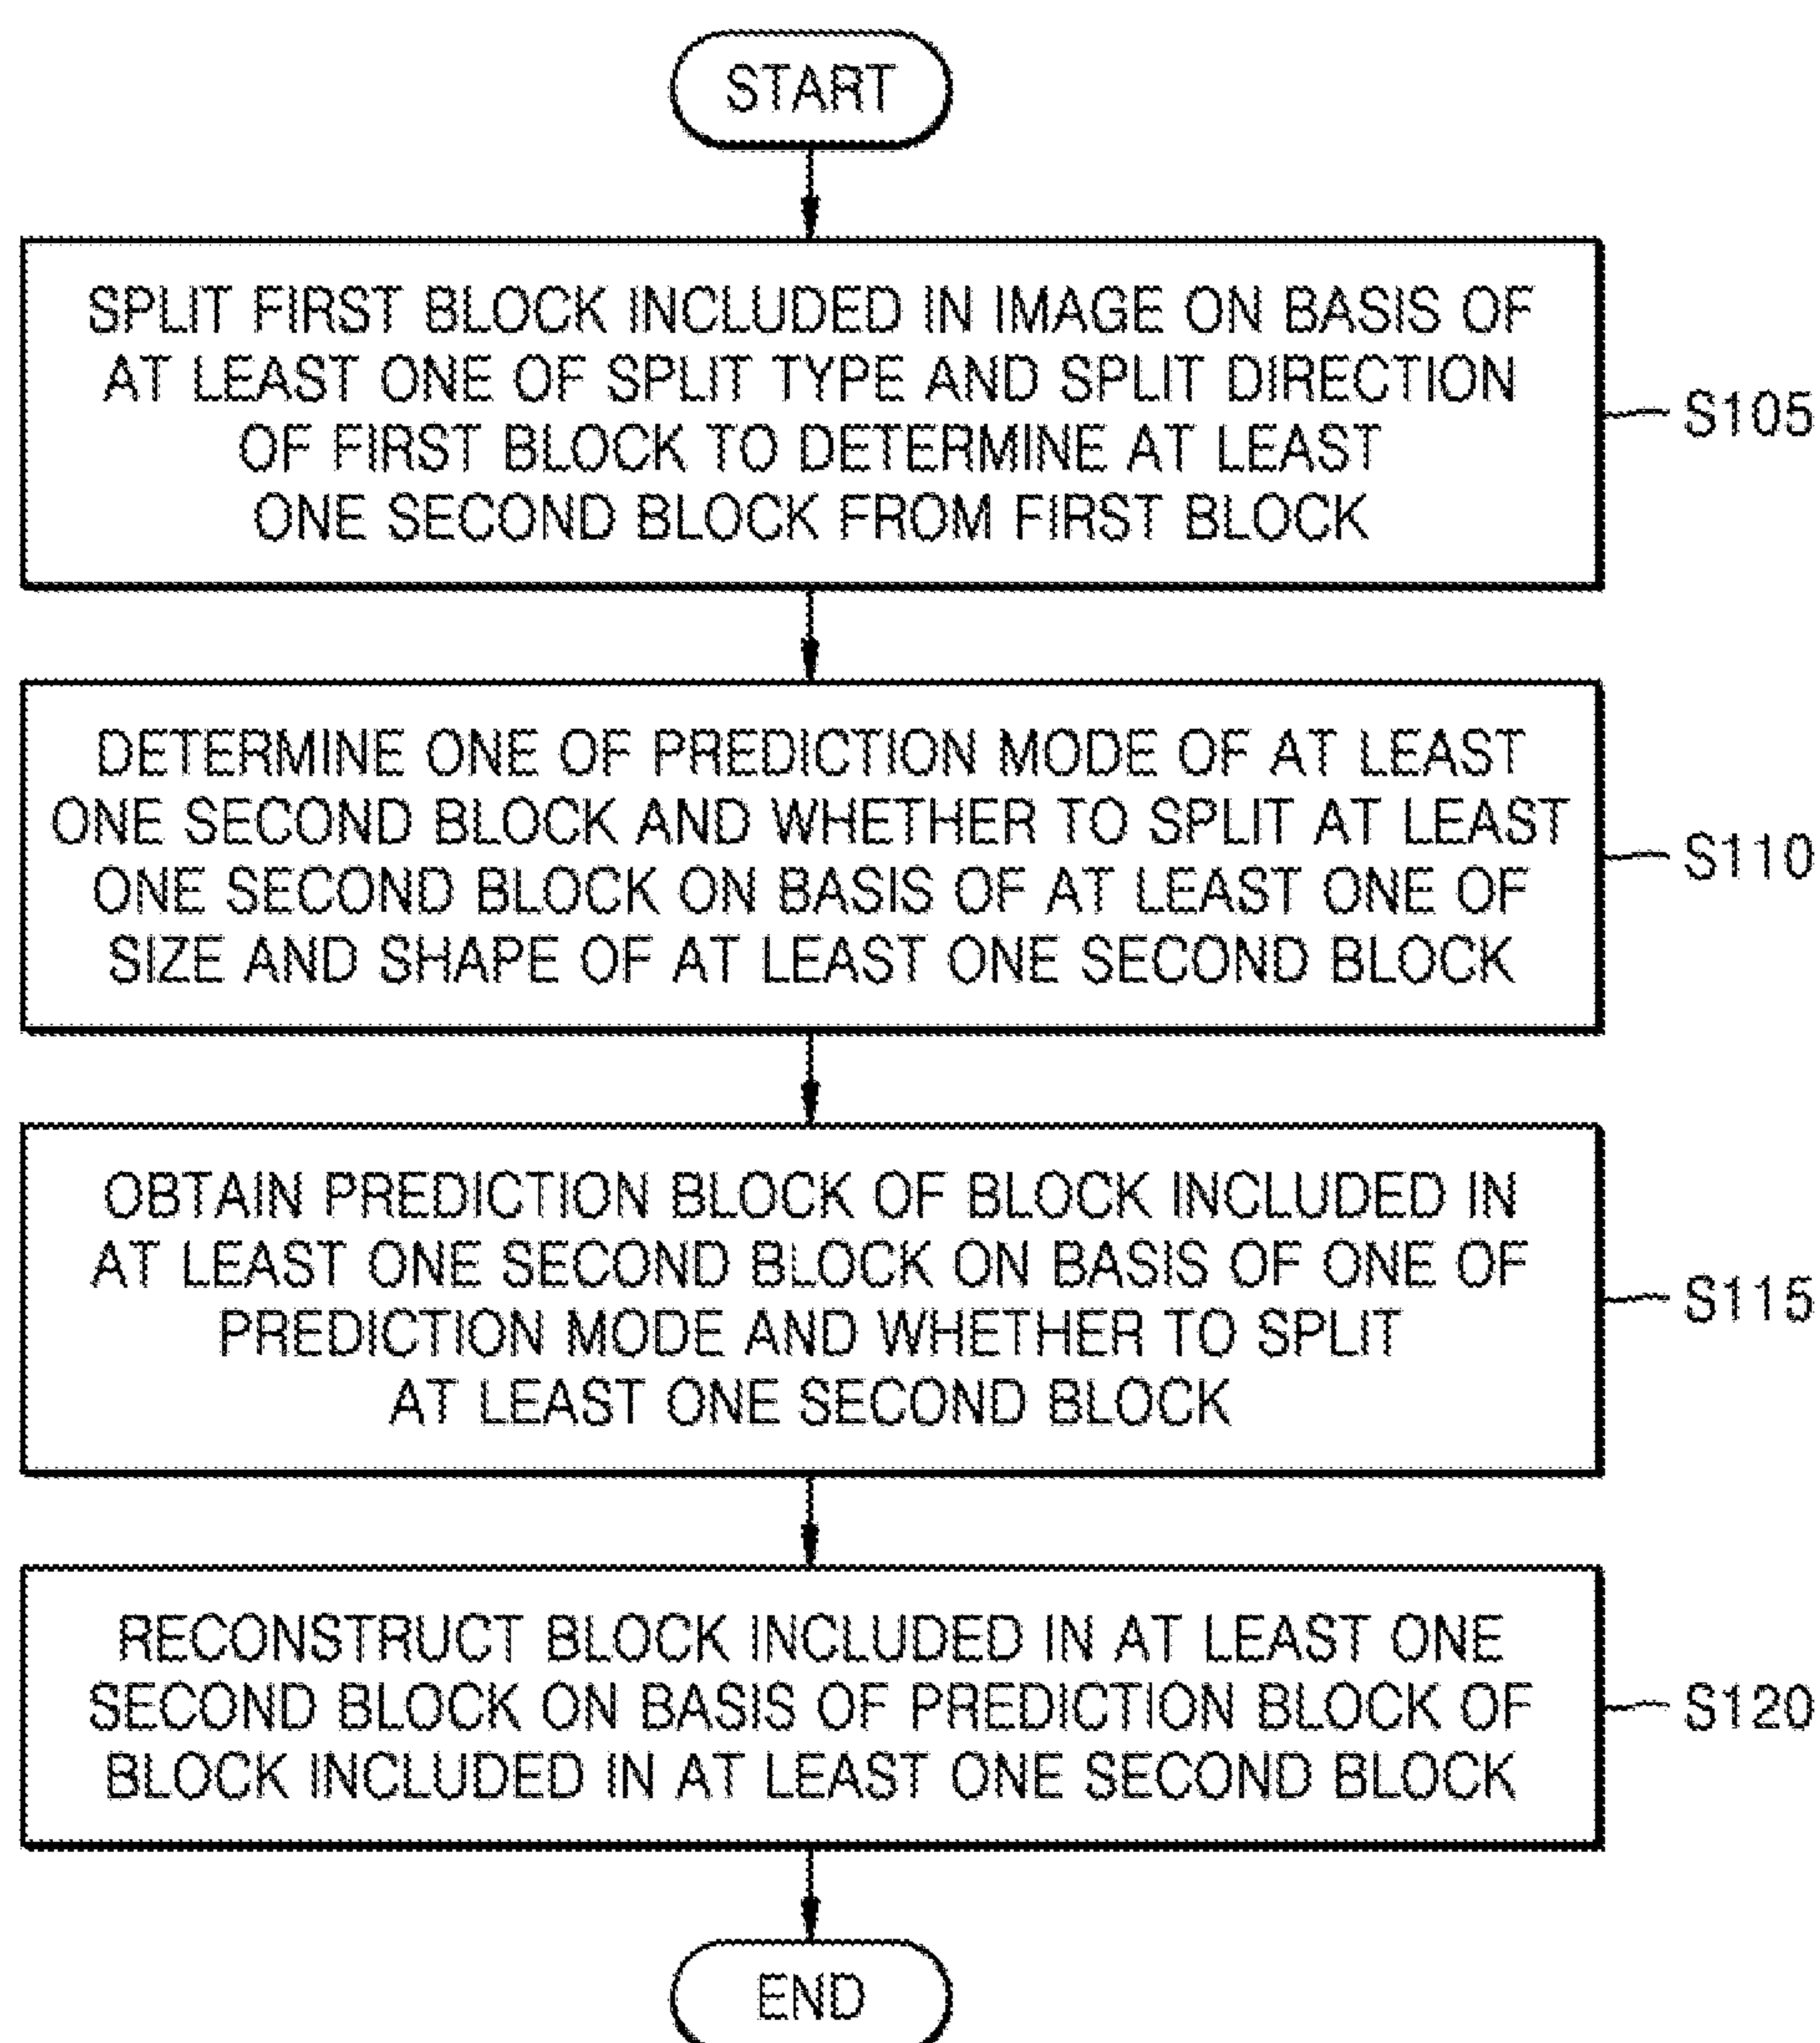 START
SPLIT FIRST BLOCK INCLUDED IN IMAGE ON BASIS OF
AT LEAST ONE OF SPLIT TYPE AND SPLIT DIRECTION
OF FIRST BLOCK TO DETERMINE AT LEAST
ONE SECOND BLOCK FROM FIRST BLOCK
S105
DETERMINE ONE OF PREDICTION MODE OF AT LEAST
ONE SECOND BLOCK AND WHETHER TO SPLIT AT LEAST
ONE SECOND BLOCK ON BASIS OF AT LEAST ONE OF
SIZE AND SHAPE OF AT LEAST ONE SECOND BLOCK
S110
OBTAIN PREDICTION BLOCK OF BLOCK INCLUDED IN
AT LEAST ONE SECOND BLOCK ON BASIS OF ONE OF
PREDICTION MODE AND WHETHER TO SPLIT
AT LEAST ONE SECOND BLOCK
S115
RECONSTRUCT BLOCK INCLUDED IN AT LEAST ONE
SECOND BLOCK ON BASIS OF PREDICTION BLOCK OF
BLOCK INCLUDED IN AT LEAST ONE SECOND BLOCK
S120
END